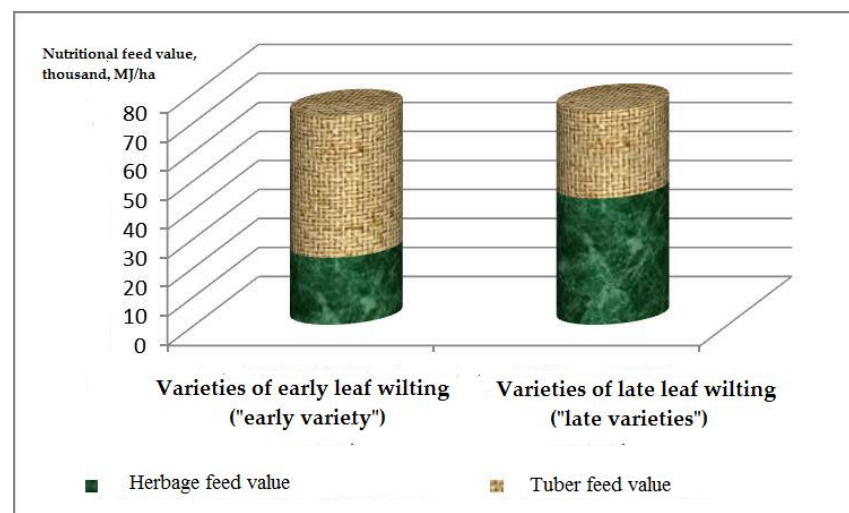 Nutritional feed value,
thousand, MJ/ha
80
70
60
50
40
30
20
10
0
Varieties of early leaf wilting
("early variety")
Varieties of late leaf wilting
("late varieties")
Herbage feed value
Tuber feed value